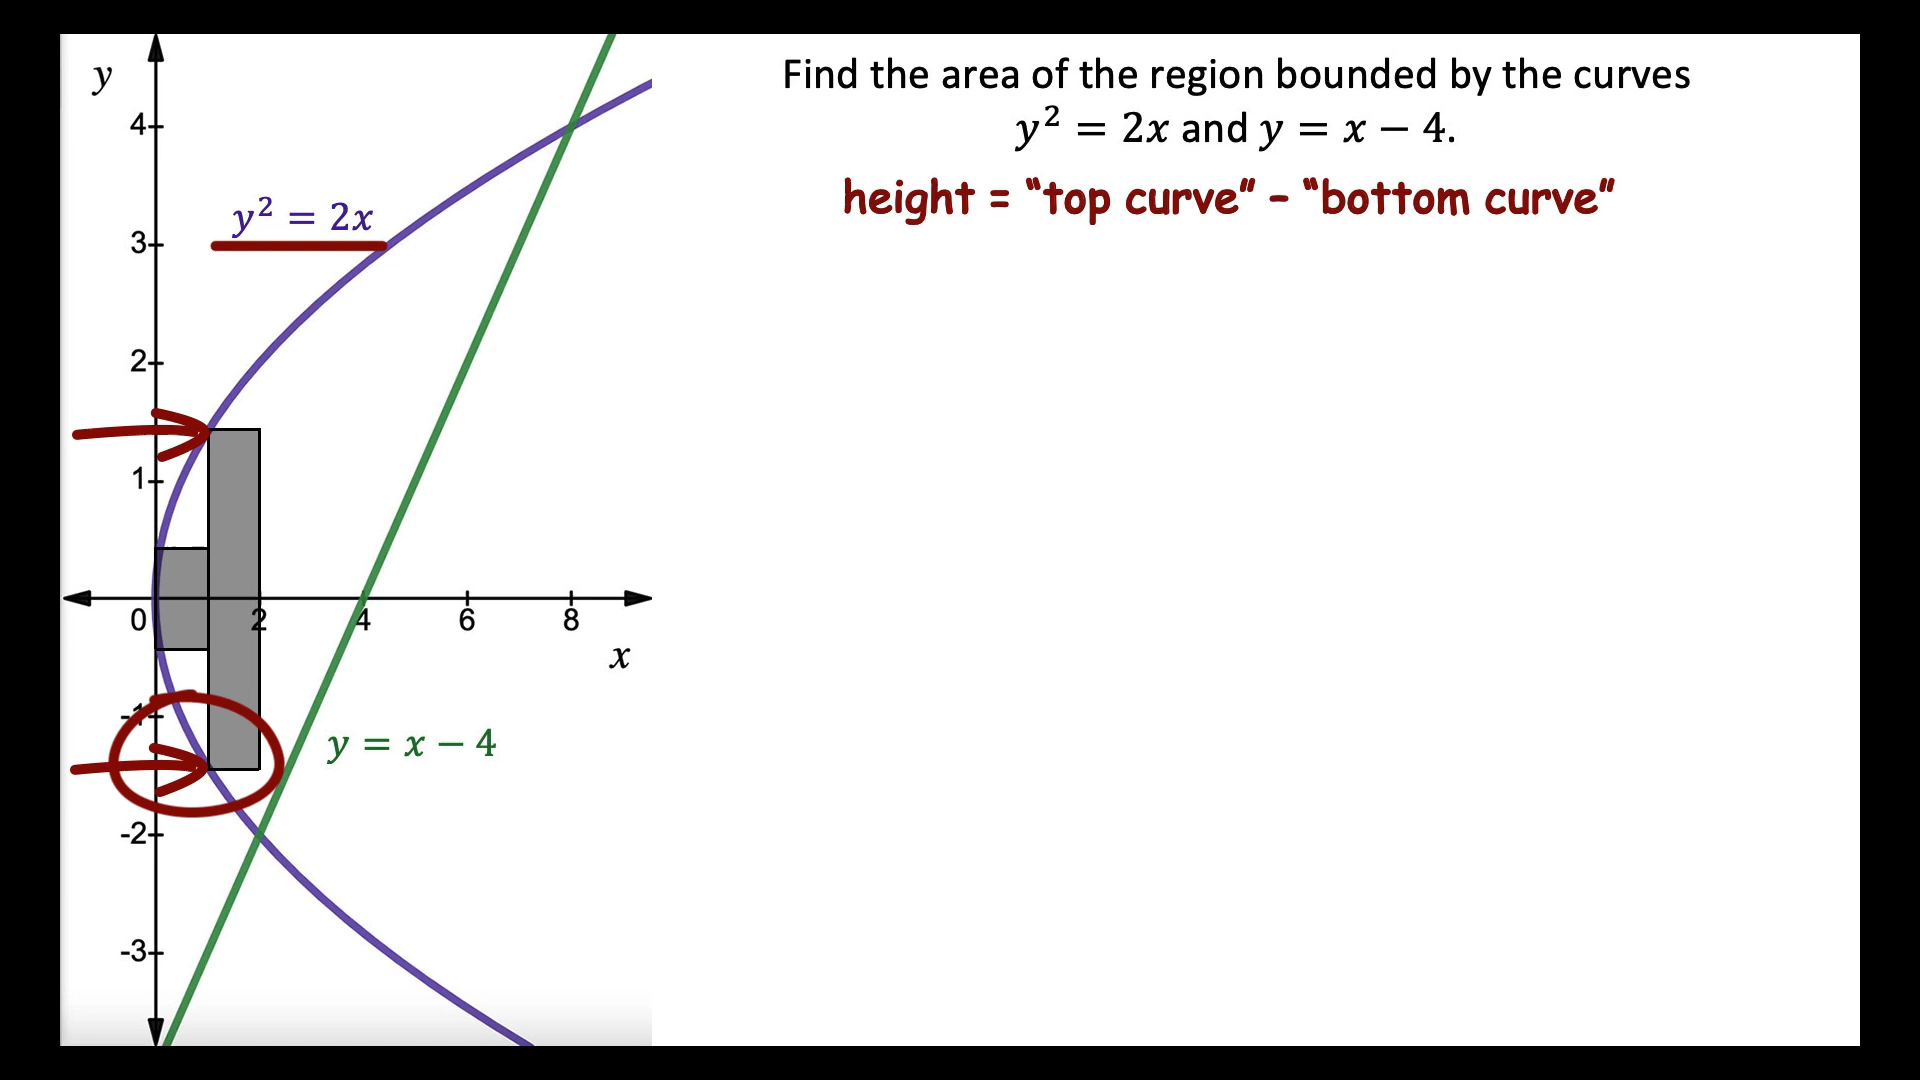 Find the area of the region bounded by the curves
y² = 2x and y = x − 4.
height = “top curve” - “bottom curve”
y
4
y² = 2x
3
2
1
0 2 4 6 8
x
-1
y = x − 4
-2
-3